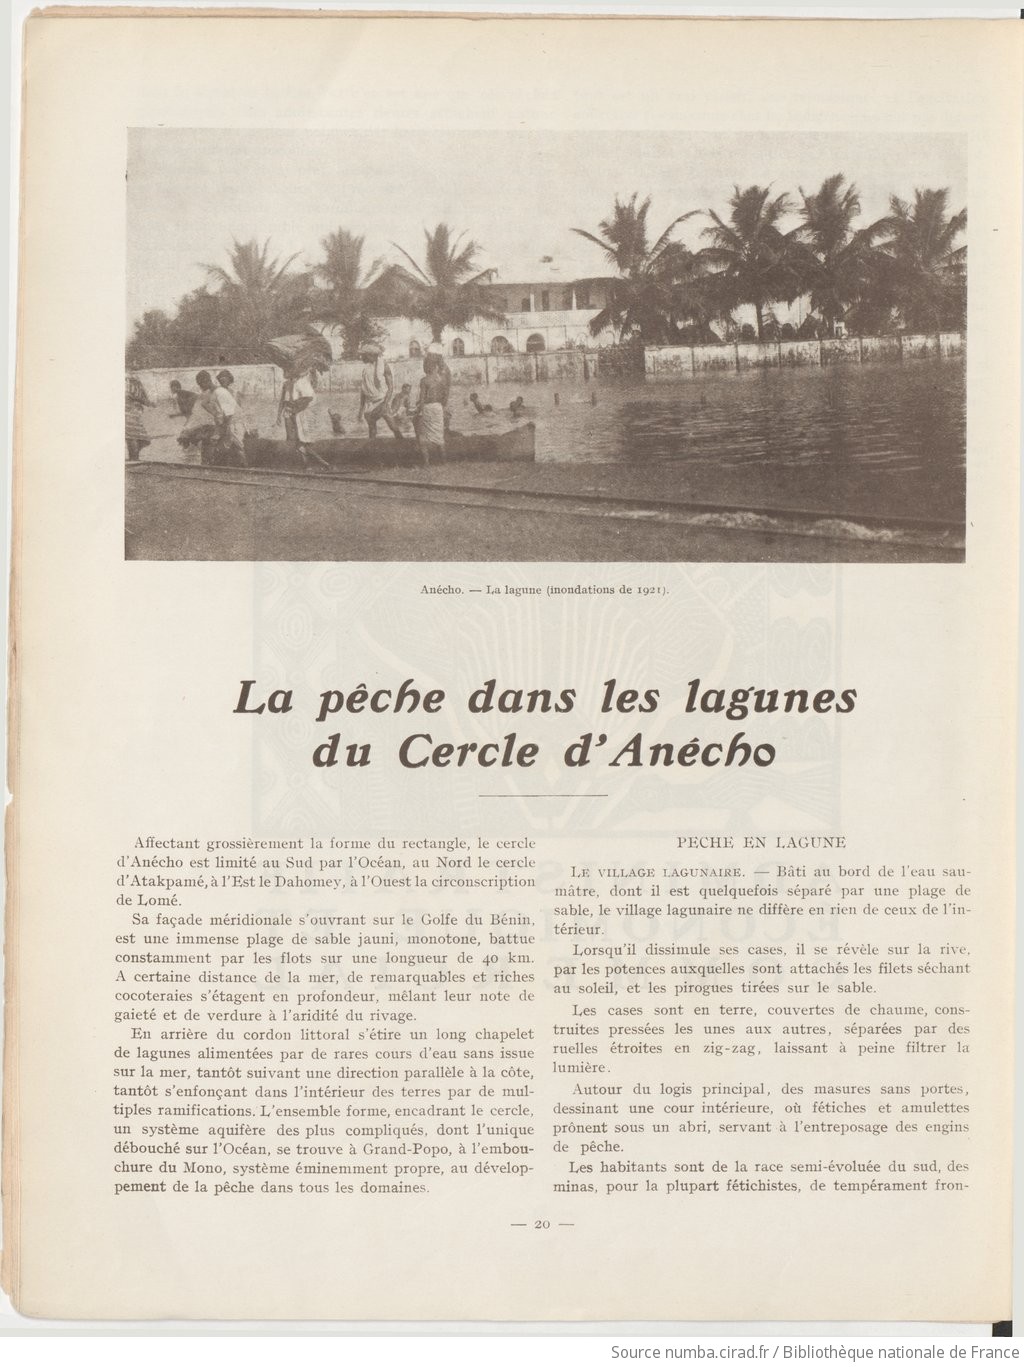 Anécho. — La lagune (inondations de 1921).
La pêche dans les lagunes
du Cercle d'Anécho
Affectant grossièrement la forme du rectangle, le cercle
d'Anécho est limité au Sud par l'Océan, au Nord le cercle
d'Atakpamé, à l'Est le Dahomey, à l'Ouest la circonscription
de Lomé.
Sa façade méridionale s'ouvrant sur le Golfe du Bénin,
est une immense plage de sable jauni, monotone, battue
constamment par les flots sur une longueur de 40 km.
A certaine distance de la mer, de remarquables et riches
cocoteraies s'étagent en profondeur, mêlant leur note de
gaieté et de verdure à l'aridité du rivage.
En arrière du cordon littoral s'étire un long chapelet
de lagunes alimentées par de rares cours d'eau sans issue
sur la mer, tantôt suivant une direction parallèle à la côte,
tantôt s'enfonçant dans l'intérieur des terres par de mul-
tiples ramifications. L'ensemble forme, encadrant le cercle,
un système aquifère des plus compliqués, dont l'unique
débouché sur l'Océan, se trouve à Grand-Popo, à l'embou-
chure du Mono, système éminemment propre, au dévelop-
pement de la pêche dans tous les domaines.
PECHE EN LAGUNE
LE VILLAGE LAGUNAIRE. — Bâti au bord de l'eau sau-
mâtre, dont il est quelquefois séparé par une plage de
sable, le village lagunaire ne diffère en rien de ceux de l'in-
térieur.
Lorsqu'il dissimule ses cases, il se révèle sur la rive,
par les potences auxquelles sont attachés les filets séchant
au soleil, et les pirogues tirées sur le sable.
Les cases sont en terre, couvertes de chaume, cons-
truites pressées les unes aux autres, séparées par des
ruelles étroites en zig-zag, laissant à peine filtrer la
lumière.
Autour du logis principal, des masures sans portes,
dessinant une cour intérieure, où fétiches et amulettes
prônent sous un abri, servant à l'entreposage des engins
de pêche.
Les habitants sont de la race semi-évoluée du sud, des
minas, pour la plupart fétichistes, de tempérament fron-
— 20 —
Source numba.cirad.fr / Bibliothèque nationale de France